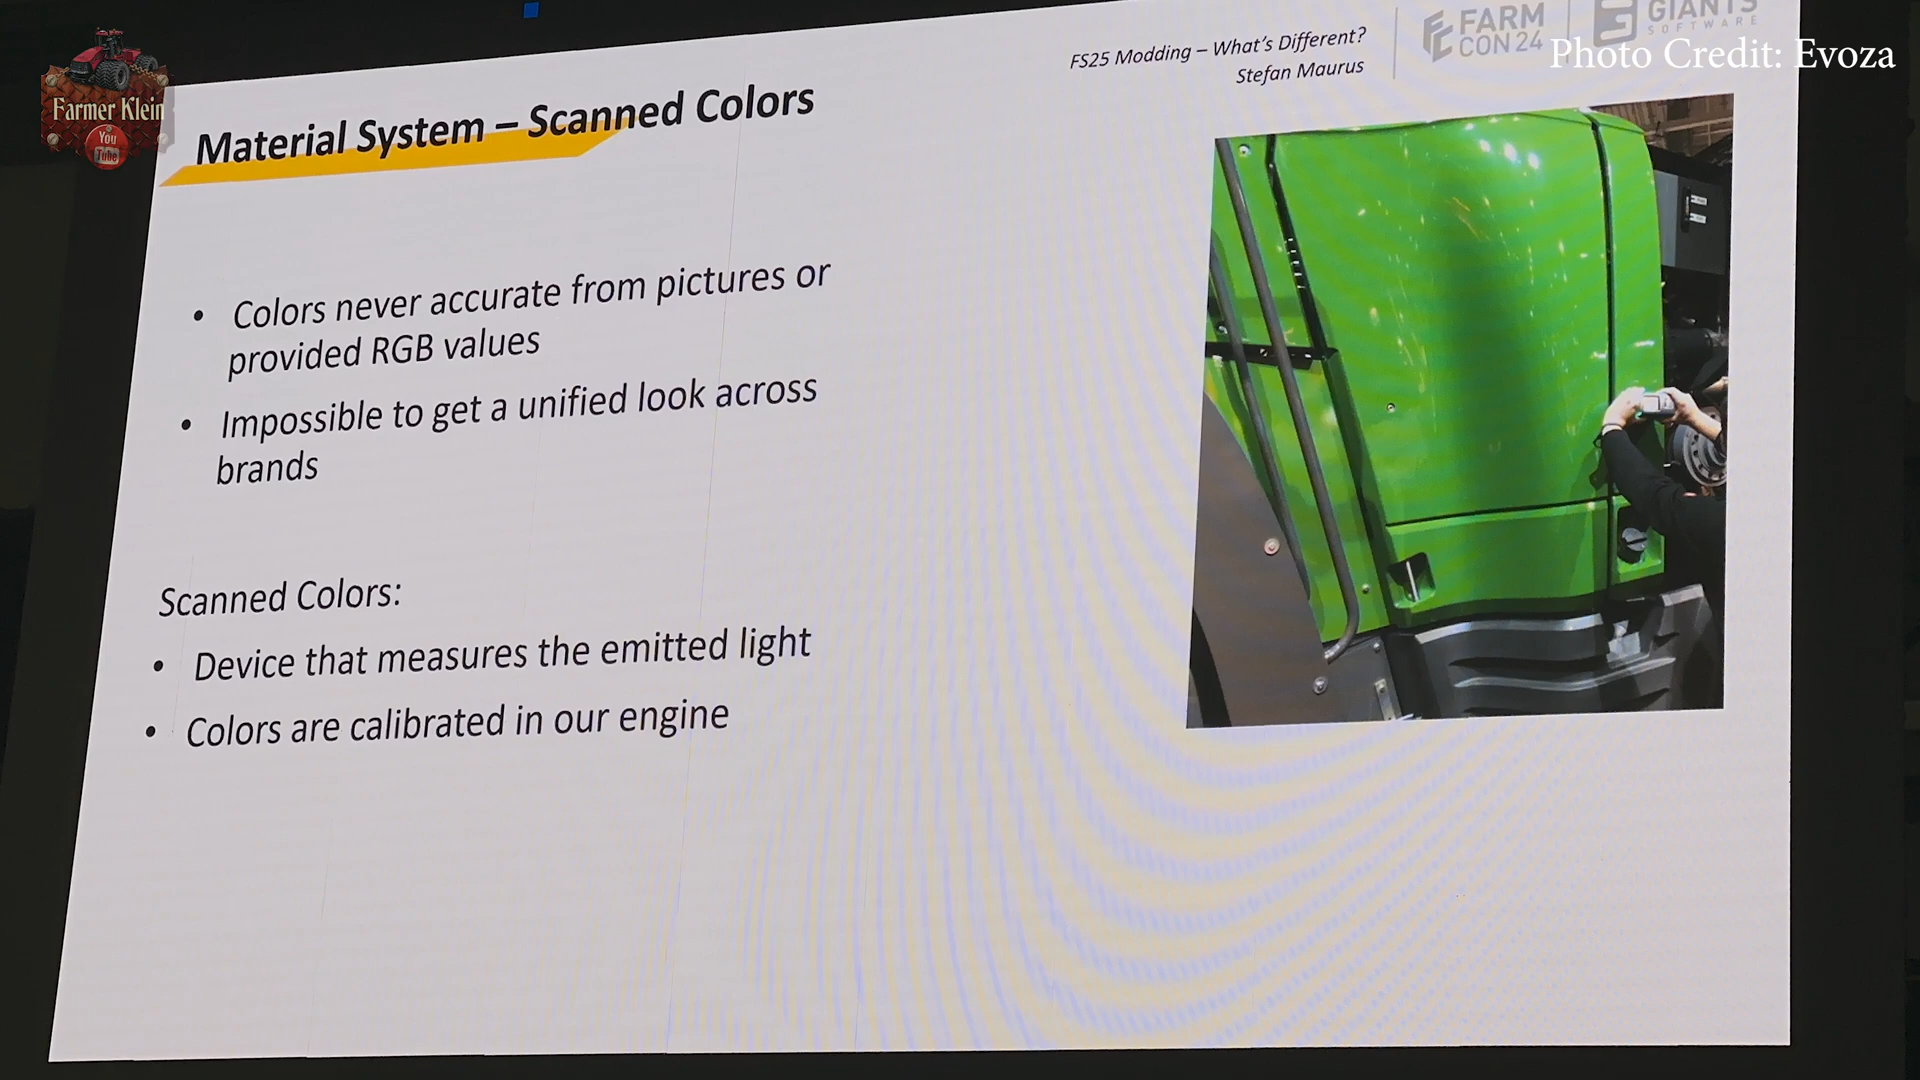 FS25 Modding – What's Different?
Stefan Maurus
FARM
CON 24
GIANTS
SOFTWARE
Photo Credit: Evoza
Farmer Klein
You
Tube
Material System – Scanned Colors
• Colors never accurate from pictures or
provided RGB values
• Impossible to get a unified look across
brands
Scanned Colors:
• Device that measures the emitted light
• Colors are calibrated in our engine